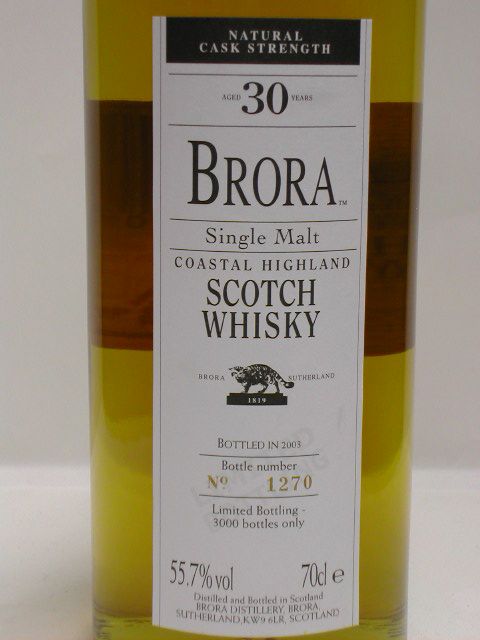 NATURAL
CASK STRENGTH
AGED 30 YEARS
BRORA TM
Single Malt
COASTAL HIGHLAND
SCOTCH
WHISKY
BRORA SUTHERLAND
1819
BOTTLED IN 2003
Bottle number
Nº 1270
Limited Bottling -
3000 bottles only
55.7% vol 70cl e
Distilled and Bottled in Scotland
BRORA DISTILLERY, BRORA,
SUTHERLAND, KW9 6LR, SCOTLAND